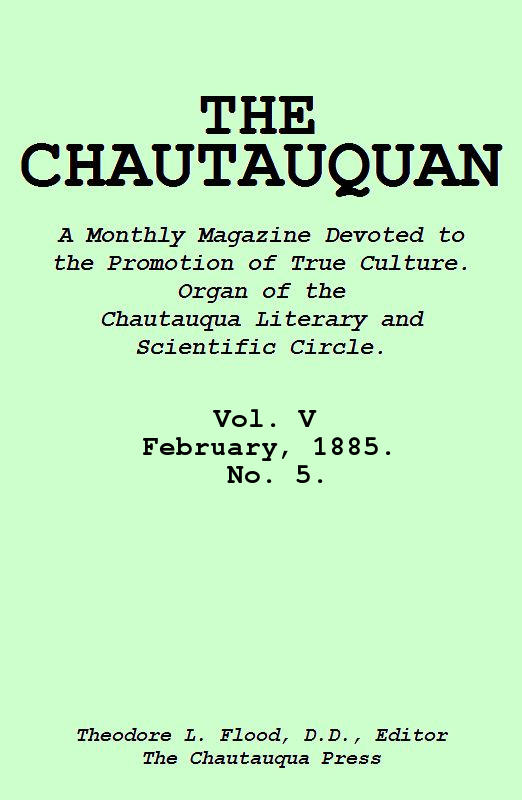 THE
CHAUTAUQUAN
A Monthly Magazine Devoted to
the Promotion of True Culture.
Organ of the
Chautauqua Literary and
Scientific Circle.
Vol. V
February, 1885.
No. 5.
Theodore L. Flood, D.D., Editor
The Chautauqua Press